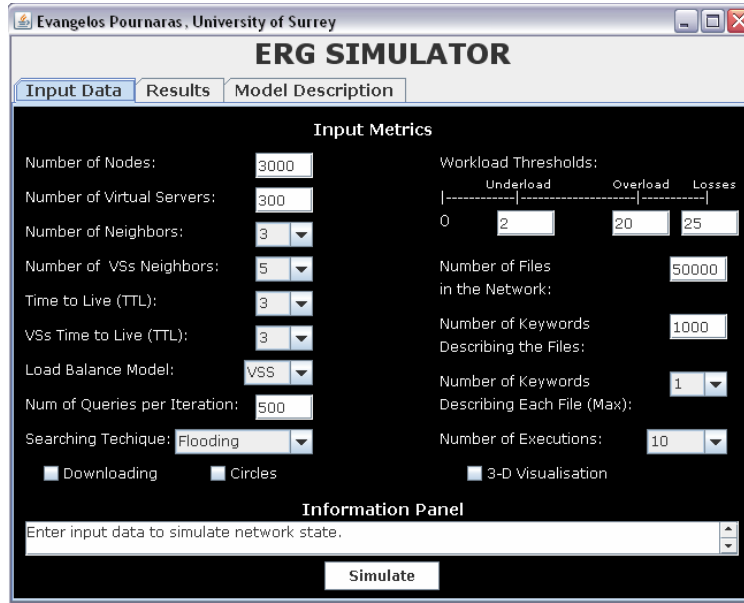 Evangelos Pournaras, University of Surrey
ERG SIMULATOR
Input Data Results Model Description
Input Metrics
Number of Nodes: 3000
Number of Virtual Servers: 300
Number of Neighbors: 3
Number of VSs Neighbors: 5
Time to Live (TTL): 3
VSs Time to Live (TTL): 3
Load Balance Model: VSS
Num of Queries per Iteration: 500
Searching Techique: Flooding
Downloading Circles
Workload Thresholds:
Underload Overload Losses
0 2 20 25
Number of Files
in the Network: 50000
Number of Keywords
Describing the Files: 1000
Number of Keywords
Describing Each File (Max): 1
Number of Executions: 10
3-D Visualisation
Information Panel
Enter input data to simulate network state.
Simulate